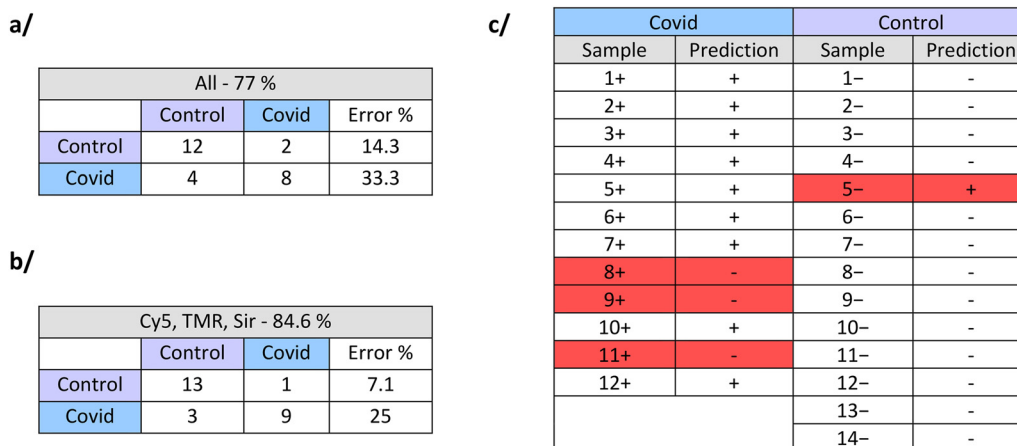 a/
All - 77 %
Control Covid Error %
Control 12 2 14.3
Covid 4 8 33.3
b/
Cy5, TMR, Sir - 84.6 %
Control Covid Error %
Control 13 1 7.1
Covid 3 9 25
c/
Covid Control
Sample Prediction Sample Prediction
1+ + 1− -
2+ + 2− -
3+ + 3− -
4+ + 4− -
5+ + 5− +
6+ + 6− -
7+ + 7− -
8+ - 8− -
9+ - 9− -
10+ + 10− -
11+ - 11− -
12+ + 12− -
13− -
14− -